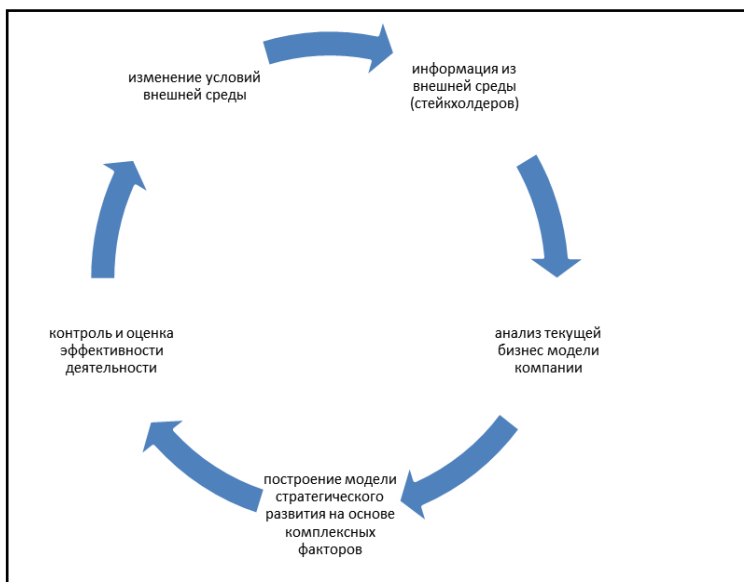 изменение условий
внешней среды
информация из
внешней среды
(стейкхолдеров)
анализ текущей
бизнес модели
компании
построение модели
стратегического
развития на основе
комплексных
факторов
контроль и оценка
эффективности
деятельности